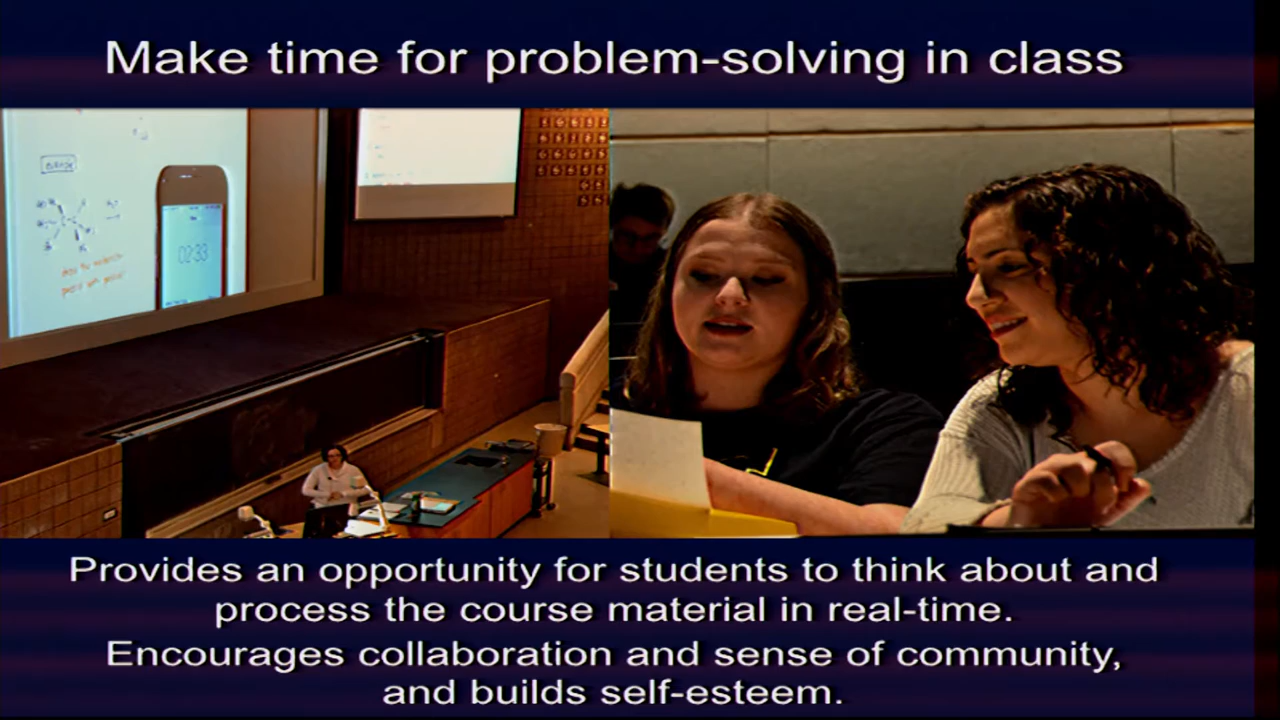 Make time for problem-solving in class
02:33
Provides an opportunity for students to think about and
process the course material in real-time.
Encourages collaboration and sense of community,
and builds self-esteem.